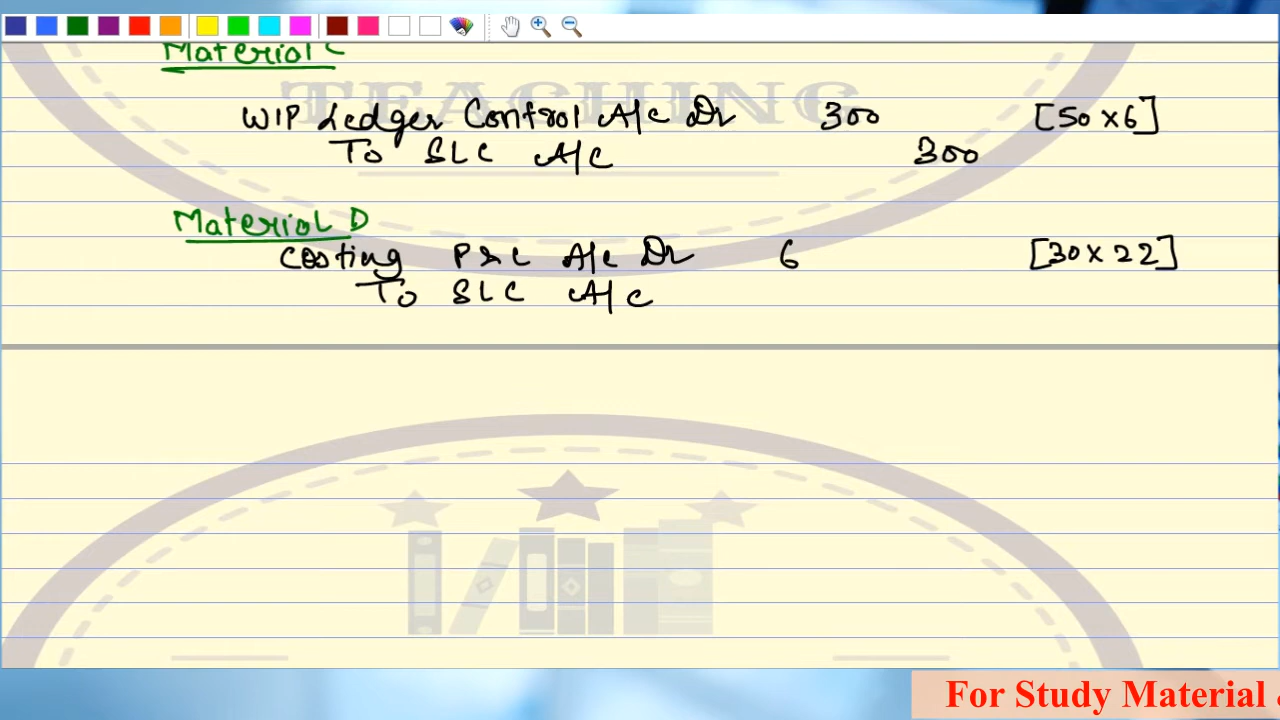 Material C
TEACHING
WIP Ledger Control A/c Dr 300 [50 x 6]
To SLC A/C 300
Material D
Costing P&L A/c Dr 6 [30 x 22]
To SLC A/C
For Study Material